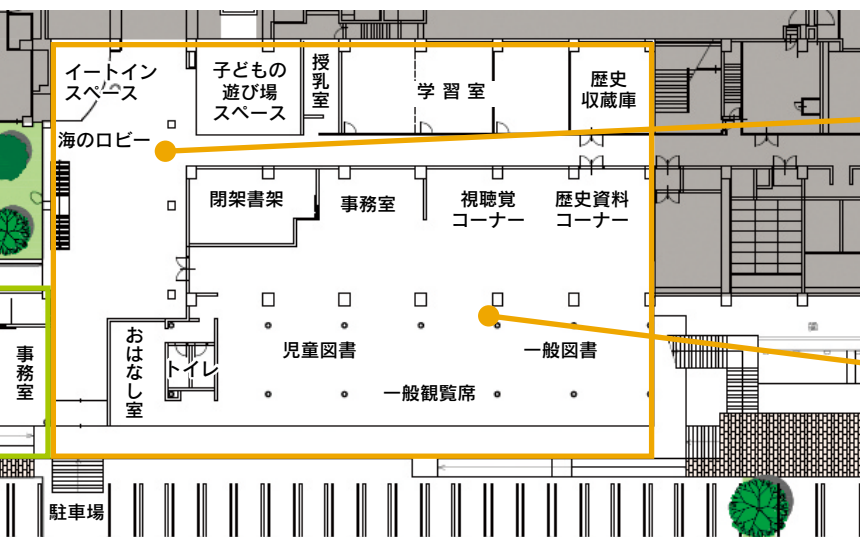 イートイン
スペース
子どもの
遊び場
スペース
授乳室
学習室
歴史
収蔵庫
海のロビー
閉架書架
事務室
視聴覚
コーナー
歴史資料
コーナー
事務室
おはなし室
トイレ
児童図書
一般図書
一般観覧席
駐車場